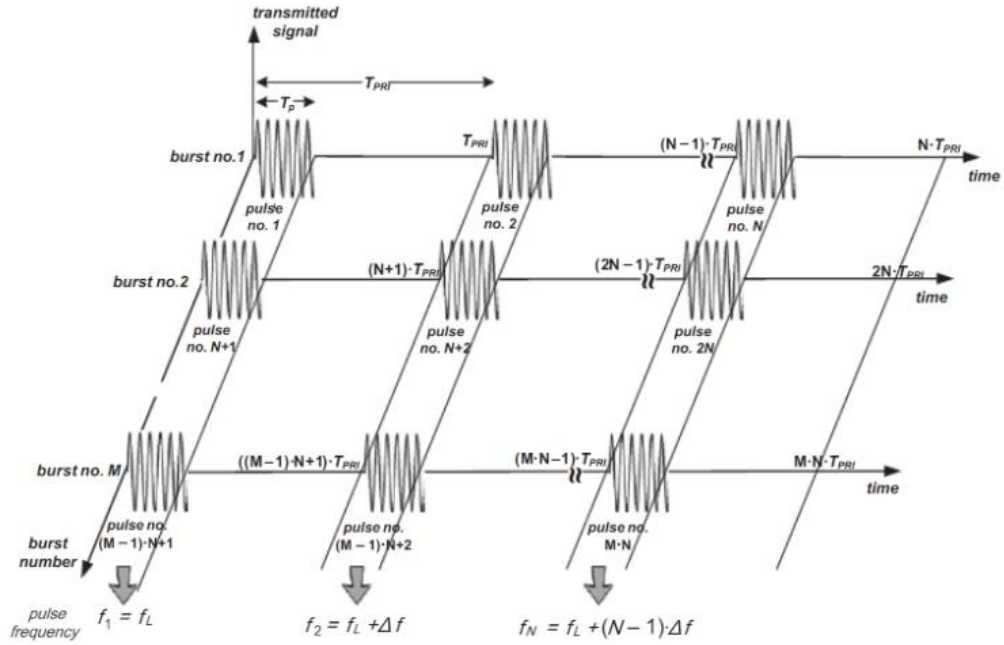 transmitted
signal
T_PRI
T_p
burst no.1
T_PRI
(N−1)·T_PRI
N·T_PRI
time
pulse
no. 1
pulse
no. 2
pulse
no. N
burst no.2
(N+1)·T_PRI
(2N−1)·T_PRI
2N·T_PRI
time
pulse
no. N+1
pulse
no. N+2
pulse
no. 2N
burst no. M
((M−1)·N+1)·T_PRI
(M·N−1)·T_PRI
M·N·T_PRI
time
pulse no.
(M−1)·N+1
pulse no.
(M−1)·N+2
pulse no.
M·N
burst
number
pulse
frequency
f₁ = f_L
f₂ = f_L +Δf
f_N = f_L +(N−1)·Δf